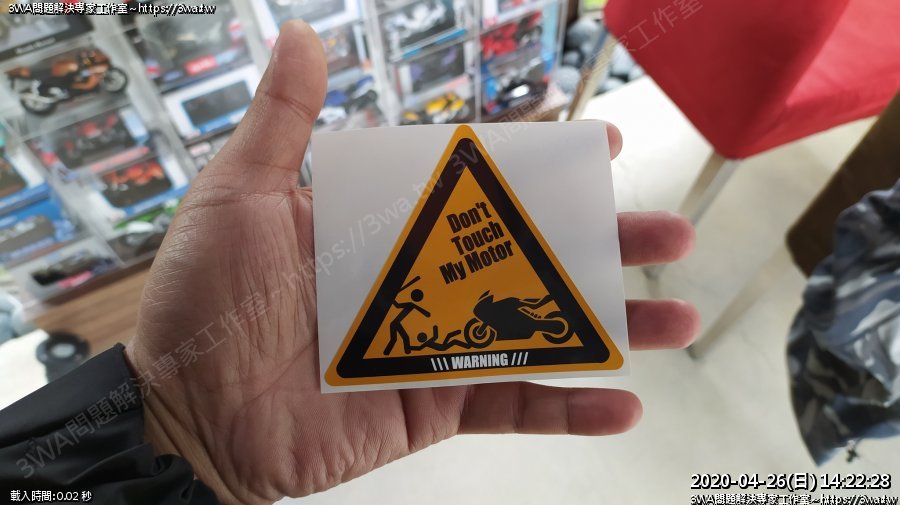 3WA問題解決專家工作室～https://3wa.tw
3WA問題解決專家工作室～https://3wa.tw
Don't
Touch
My Motor
\\\ WARNING ///
載入時間:0.02 秒
2020-04-26(日) 14:22:28
3WA問題解決專家工作室～https://3wa.tw